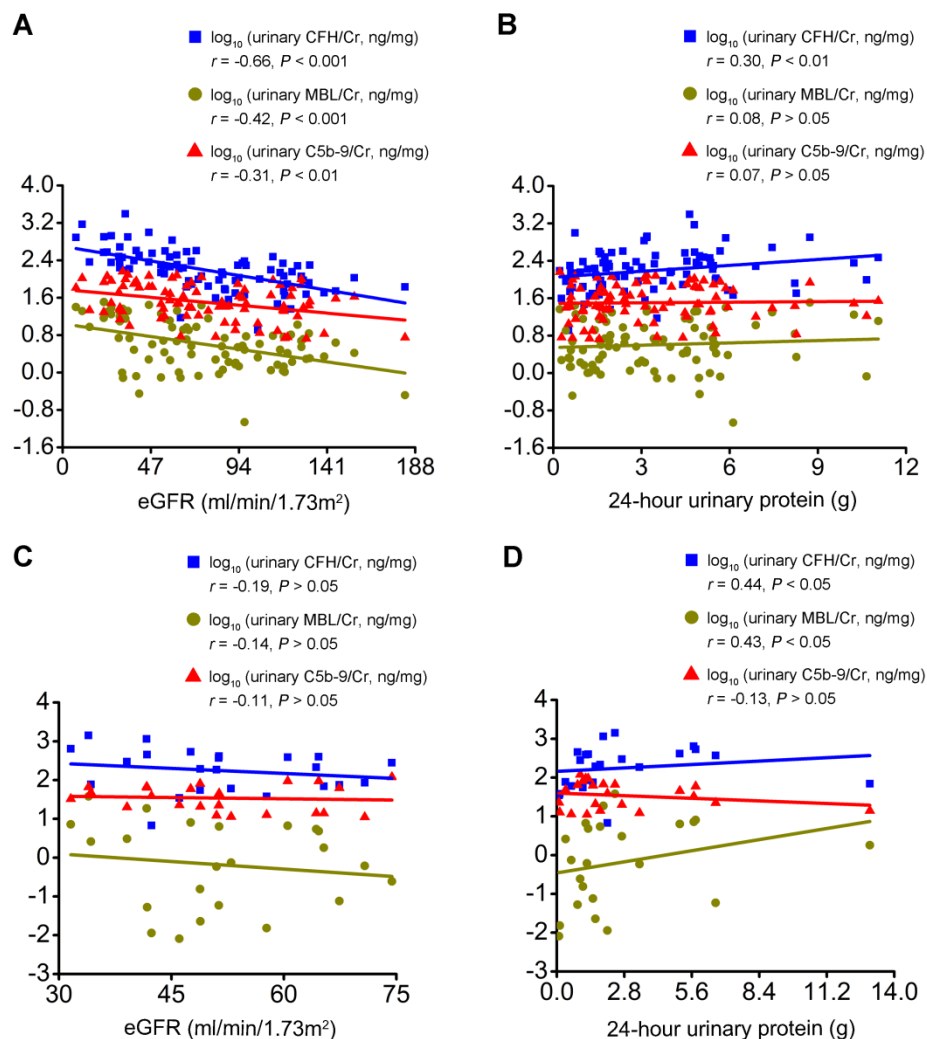 A
log₁₀ (urinary CFH/Cr, ng/mg)
r = -0.66, P < 0.001
log₁₀ (urinary MBL/Cr, ng/mg)
r = -0.42, P < 0.001
log₁₀ (urinary C5b-9/Cr, ng/mg)
r = -0.31, P < 0.01
4.0
3.2
2.4
1.6
0.8
0.0
-0.8
-1.6
0 47 94 141 188
eGFR (ml/min/1.73m²)
B
log₁₀ (urinary CFH/Cr, ng/mg)
r = 0.30, P < 0.01
log₁₀ (urinary MBL/Cr, ng/mg)
r = 0.08, P > 0.05
log₁₀ (urinary C5b-9/Cr, ng/mg)
r = 0.07, P > 0.05
4.0
3.2
2.4
1.6
0.8
0.0
-0.8
-1.6
0 3 6 9 12
24-hour urinary protein (g)
C
log₁₀ (urinary CFH/Cr, ng/mg)
r = -0.19, P > 0.05
log₁₀ (urinary MBL/Cr, ng/mg)
r = -0.14, P > 0.05
log₁₀ (urinary C5b-9/Cr, ng/mg)
r = -0.11, P > 0.05
4
3
2
1
0
-1
-2
-3
30 45 60 75
eGFR (ml/min/1.73m²)
D
log₁₀ (urinary CFH/Cr, ng/mg)
r = 0.44, P < 0.05
log₁₀ (urinary MBL/Cr, ng/mg)
r = 0.43, P < 0.05
log₁₀ (urinary C5b-9/Cr, ng/mg)
r = -0.13, P > 0.05
4
3
2
1
0
-1
-2
-3
0.0 2.8 5.6 8.4 11.2 14.0
24-hour urinary protein (g)